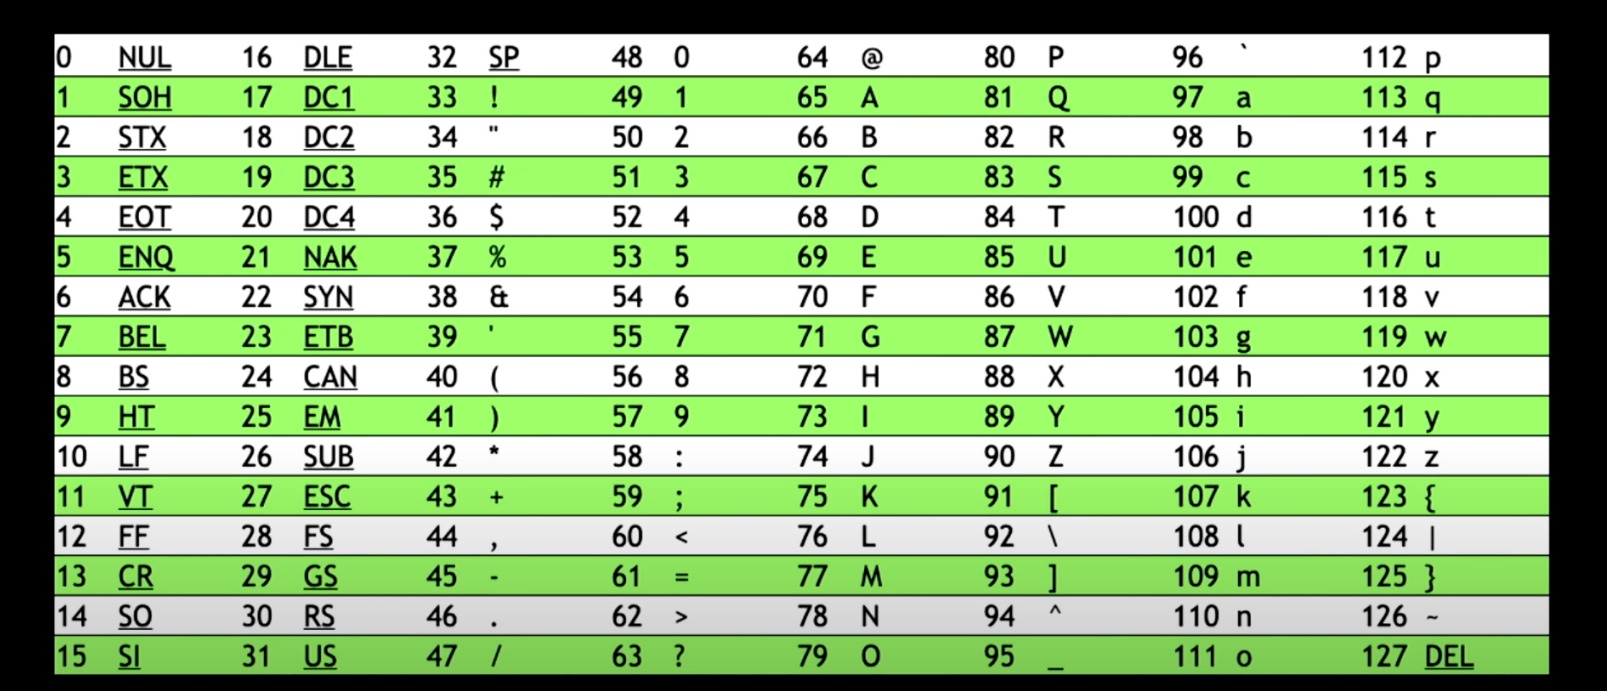 0 NUL 16 DLE 32 SP 48 0 64 @ 80 P 96 ` 112 p
1 SOH 17 DC1 33 ! 49 1 65 A 81 Q 97 a 113 q
2 STX 18 DC2 34 " 50 2 66 B 82 R 98 b 114 r
3 ETX 19 DC3 35 # 51 3 67 C 83 S 99 c 115 s
4 EOT 20 DC4 36 $ 52 4 68 D 84 T 100 d 116 t
5 ENQ 21 NAK 37 % 53 5 69 E 85 U 101 e 117 u
6 ACK 22 SYN 38 & 54 6 70 F 86 V 102 f 118 v
7 BEL 23 ETB 39 ' 55 7 71 G 87 W 103 g 119 w
8 BS 24 CAN 40 ( 56 8 72 H 88 X 104 h 120 x
9 HT 25 EM 41 ) 57 9 73 I 89 Y 105 i 121 y
10 LF 26 SUB 42 * 58 : 74 J 90 Z 106 j 122 z
11 VT 27 ESC 43 + 59 ; 75 K 91 [ 107 k 123 {
12 FF 28 FS 44 , 60 < 76 L 92 \ 108 l 124 |
13 CR 29 GS 45 - 61 = 77 M 93 ] 109 m 125 }
14 SO 30 RS 46 . 62 > 78 N 94 ^ 110 n 126 ~
15 SI 31 US 47 / 63 ? 79 O 95 _ 111 o 127 DEL